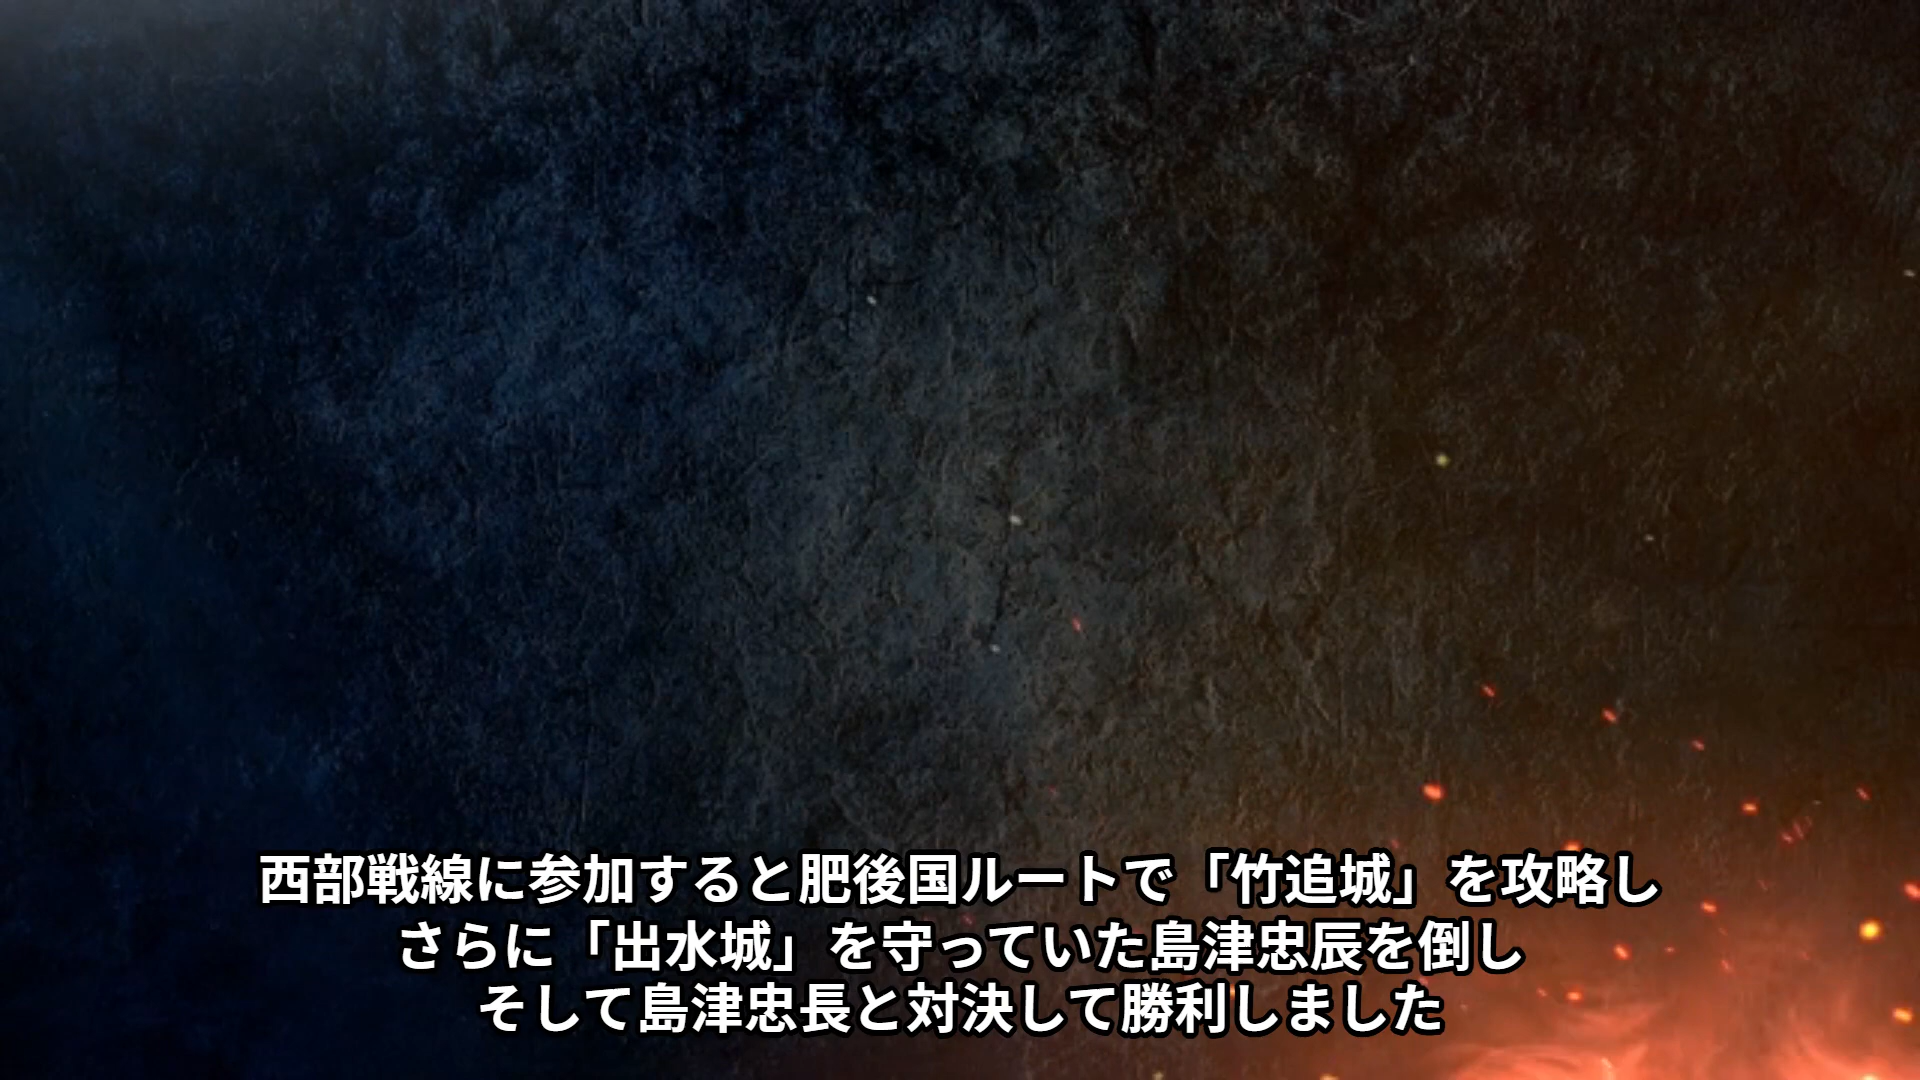 西部戦線に参加すると肥後国ルートで「竹追城」を攻略し
さらに「出水城」を守っていた島津忠辰を倒し
そして島津忠長と対決して勝利しました